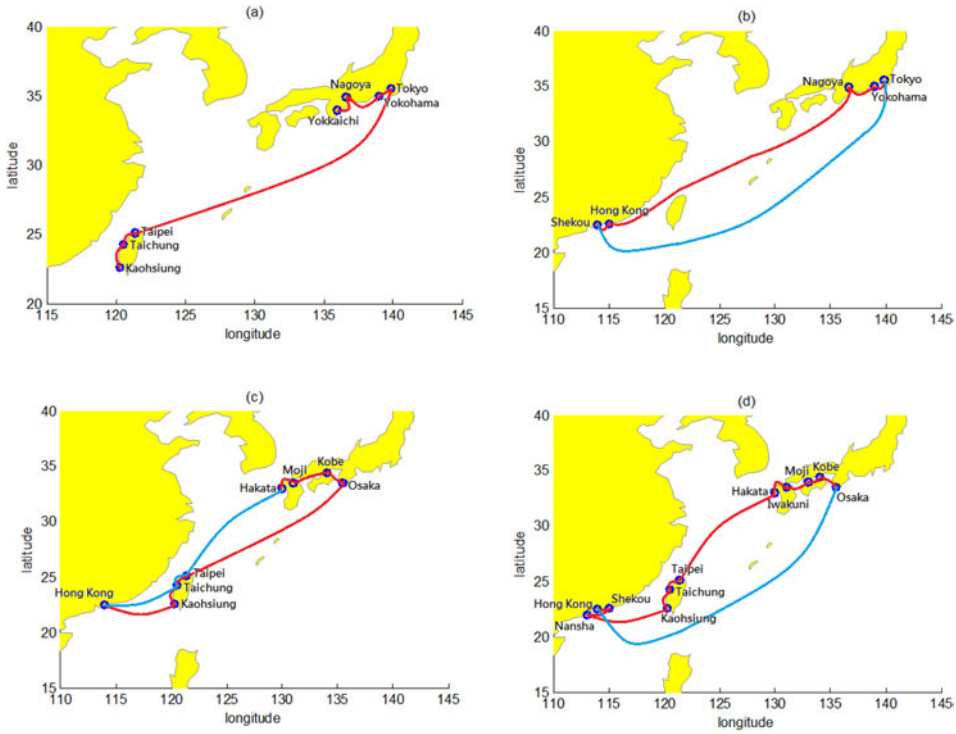 (a)
40
35
30
25
20
latitude
Nagoya
Tokyo
Yokohama
Yokkaichi
Taipei
Taichung
Kaohsiung
115 120 125 130 135 140 145
longitude
(b)
40
35
30
25
20
15
latitude
Nagoya
Tokyo
Yokohama
Hong Kong
Shekou
110 115 120 125 130 135 140 145
longitude
(c)
40
35
30
25
20
15
latitude
Kobe
Moji
Hakata
Osaka
Taipei
Hong Kong
Taichung
Kaohsiung
110 115 120 125 130 135 140 145
longitude
(d)
40
35
30
25
20
15
latitude
Moji
Kobe
Hakata
Iwakuni
Osaka
Taipei
Taichung
Hong Kong
Shekou
Nansha
Kaohsiung
110 115 120 125 130 135 140 145
longitude